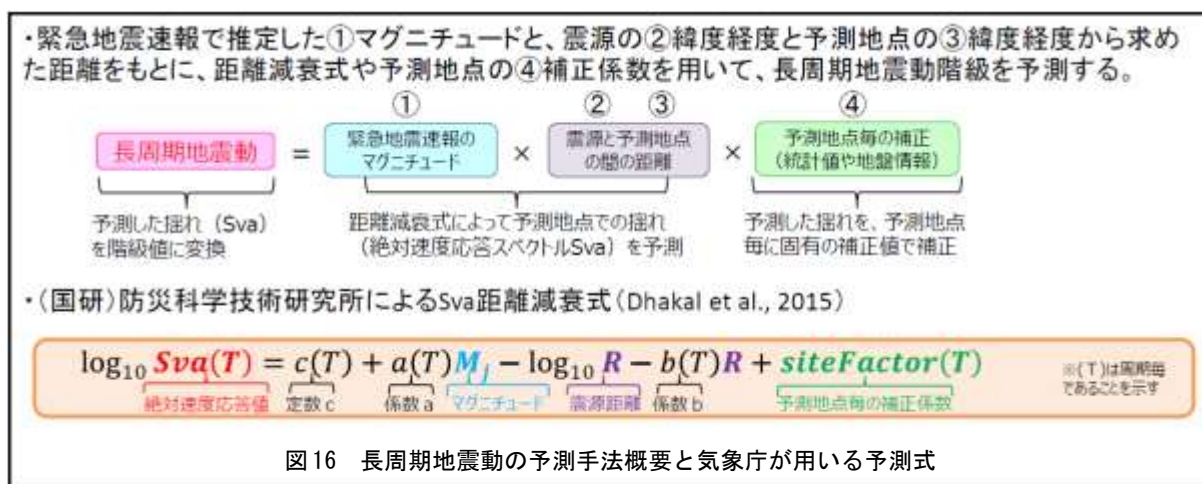 ・緊急地震速報で推定した①マグニチュードと、震源の②緯度経度と予測地点の③緯度経度から求め
た距離をもとに、距離減衰式や予測地点の④補正係数を用いて、長周期地震動階級を予測する。
① ② ③ ④
長周期地震動 = 緊急地震速報の × 震源と予測地点 × 予測地点毎の補正
マグニチュード の間の距離 (統計値や地盤情報)
予測した揺れ(Sva) 距離減衰式によって予測地点での揺れ 予測した揺れを、予測地点
を階級値に変換 (絶対速度応答スペクトルSva)を予測 毎に固有の補正値で補正
・(国研)防災科学技術研究所によるSva距離減衰式(Dhakal et al., 2015)
log₁₀ Sva(T) = c(T) + a(T)Mⱼ − log₁₀ R − b(T)R + siteFactor(T) ※(T)は周期毎
絶対速度応答値 定数c 係数a マグニチュード 震源距離 係数b 予測地点毎の補正係数 であることを示す
図16 長周期地震動の予測手法概要と気象庁が用いる予測式